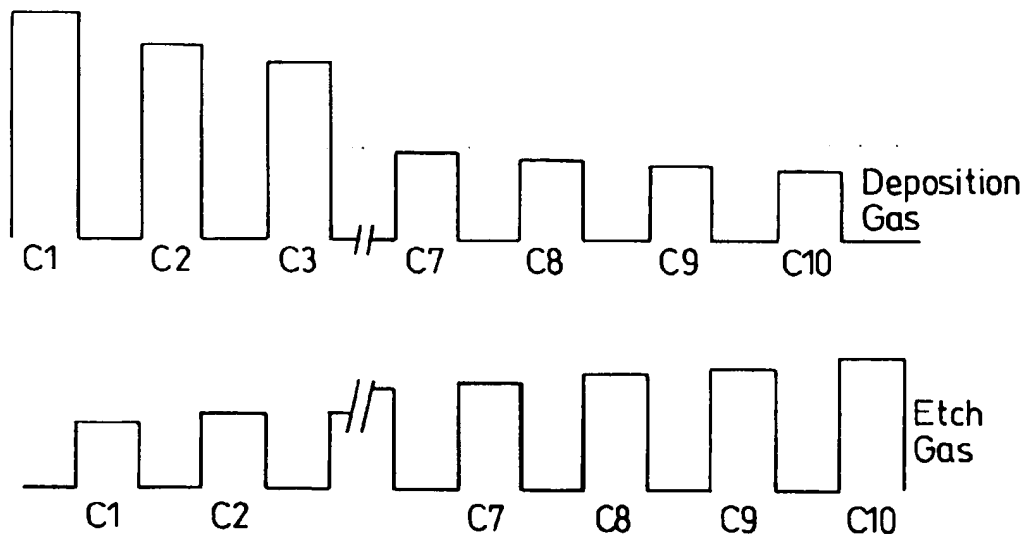 Deposition
Gas
C1 C2 C3 C7 C8 C9 C10
Etch
Gas
C1 C2 C7 C8 C9 C10